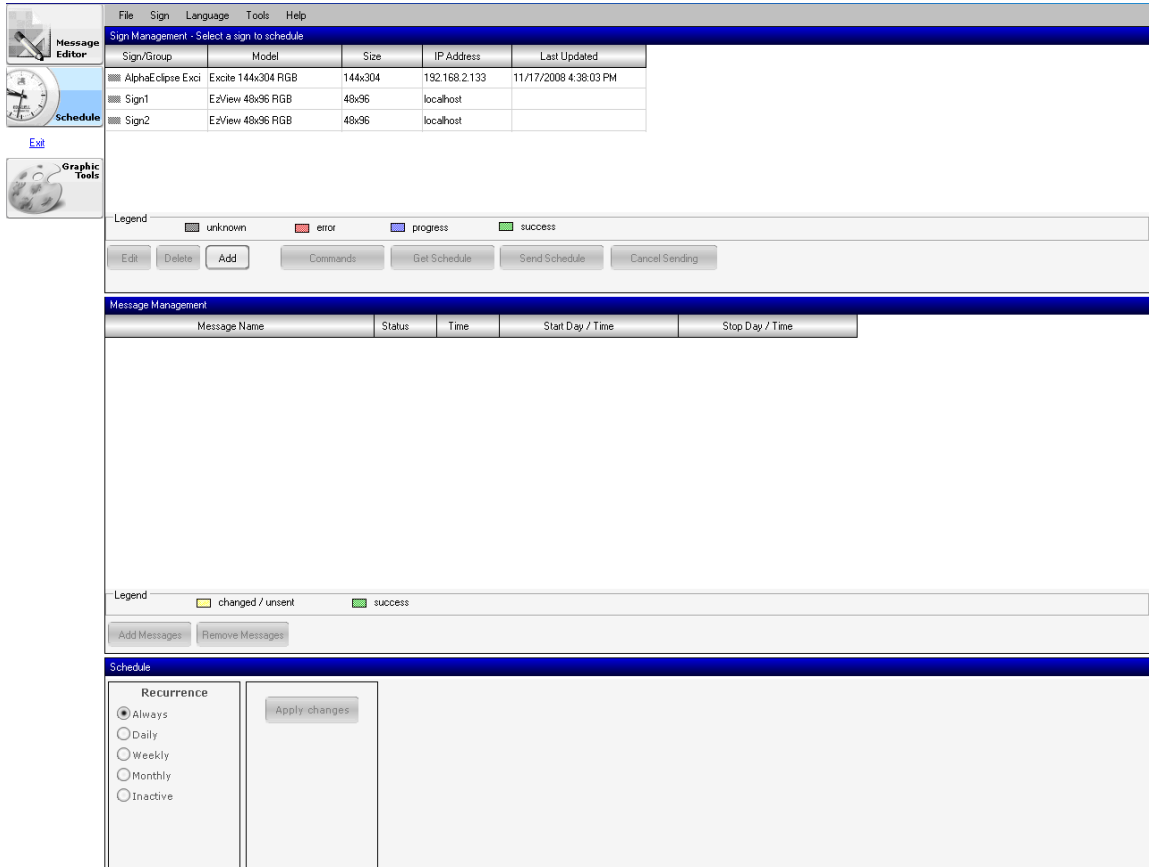 File Sign Language Tools Help
Message
Editor
Schedule
Exit
Graphic
Tools
Sign Management - Select a sign to schedule
Sign/Group Model Size IP Address Last Updated
AlphaEclipse Exci Excite 144x304 RGB 144x304 192.168.2.133 11/17/2008 4:38:03 PM
Sign1 EzView 48x96 RGB 48x96 localhost
Sign2 EzView 48x96 RGB 48x96 localhost
Legend
unknown error progress success
Edit Delete Add Commands Get Schedule Send Schedule Cancel Sending
Message Management
Message Name Status Time Start Day / Time Stop Day / Time
Legend
changed / unsent success
Add Messages Remove Messages
Schedule
Recurrence
Always
Daily
Weekly
Monthly
Inactive
Apply changes